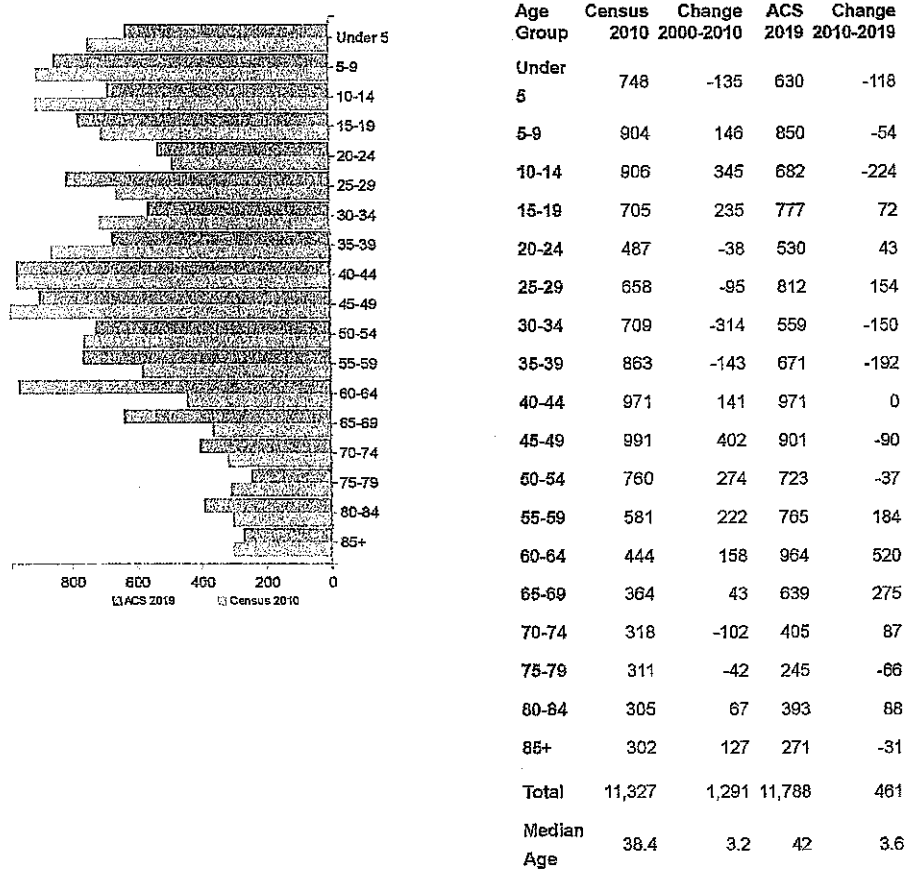 Under 5
5-9
10-14
15-19
20-24
25-29
30-34
35-39
40-44
45-49
50-54
55-59
60-64
65-69
70-74
75-79
80-84
85+
800 600 400 200 0
ACS 2019 Census 2010
Age Census Change ACS Change
Group 2010 2000-2010 2019 2010-2019
Under
5 748 -135 630 -118
5-9 904 146 850 -54
10-14 906 345 682 -224
15-19 705 235 777 72
20-24 487 -38 530 43
25-29 658 -95 812 154
30-34 709 -314 559 -150
35-39 863 -143 671 -192
40-44 971 141 971 0
45-49 991 402 901 -90
50-54 760 274 723 -37
55-59 581 222 765 184
60-64 444 158 964 520
65-69 364 43 639 275
70-74 318 -102 405 87
75-79 311 -42 245 -66
80-84 305 67 393 88
85+ 302 127 271 -31
Total 11,327 1,291 11,788 461
Median
Age 38.4 3.2 42 3.6